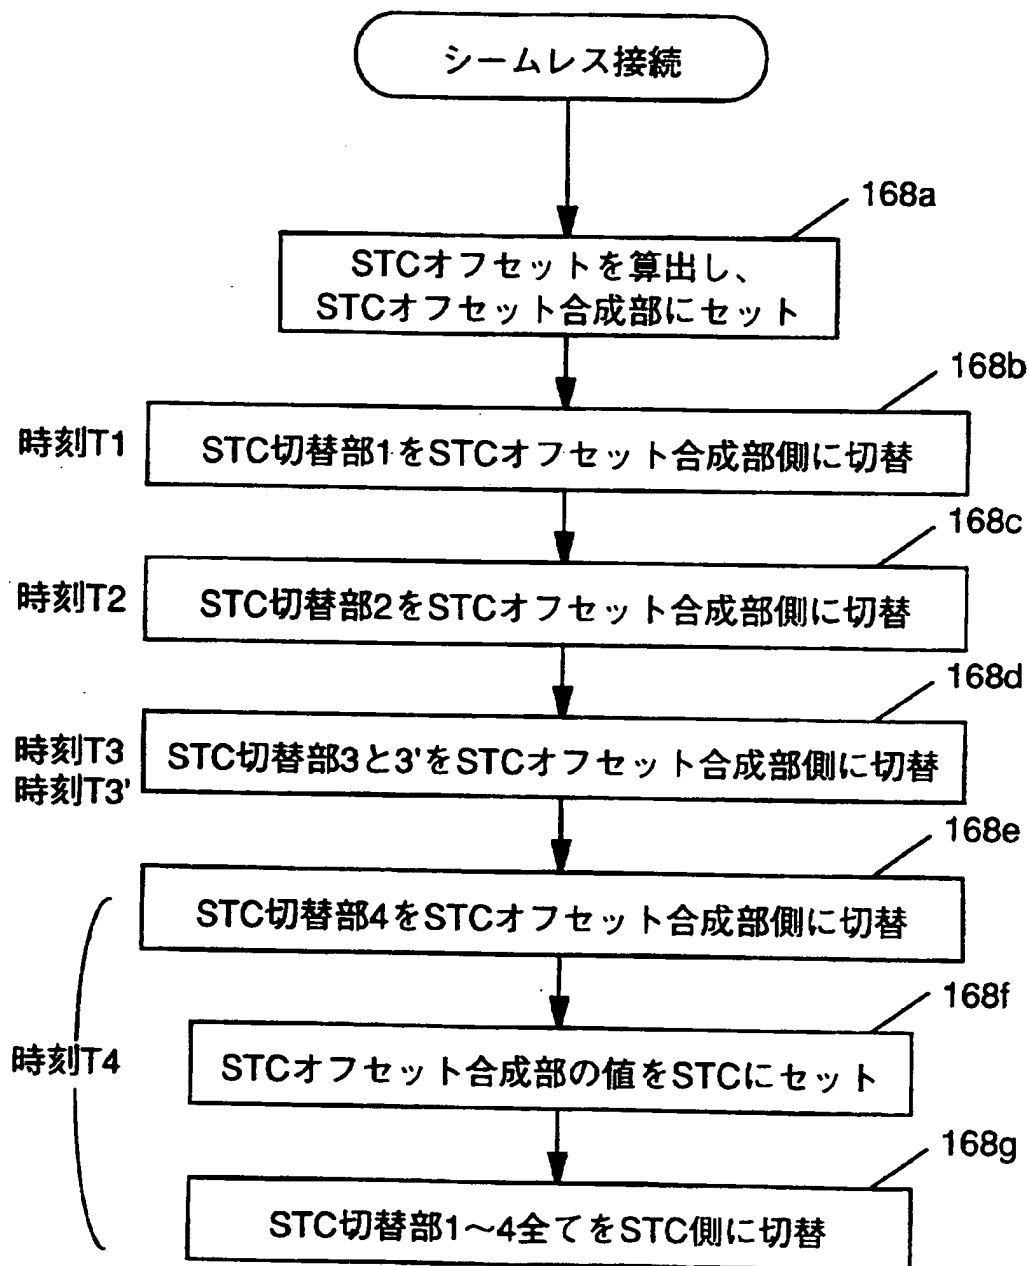 シームレス接続
168a
STCオフセットを算出し、
STCオフセット合成部にセット
168b
時刻T1
STC切替部1をSTCオフセット合成部側に切替
168c
時刻T2
STC切替部2をSTCオフセット合成部側に切替
168d
時刻T3
時刻T3'
STC切替部3と3'をSTCオフセット合成部側に切替
168e
STC切替部4をSTCオフセット合成部側に切替
168f
時刻T4
STCオフセット合成部の値をSTCにセット
168g
STC切替部1～4全てをSTC側に切替